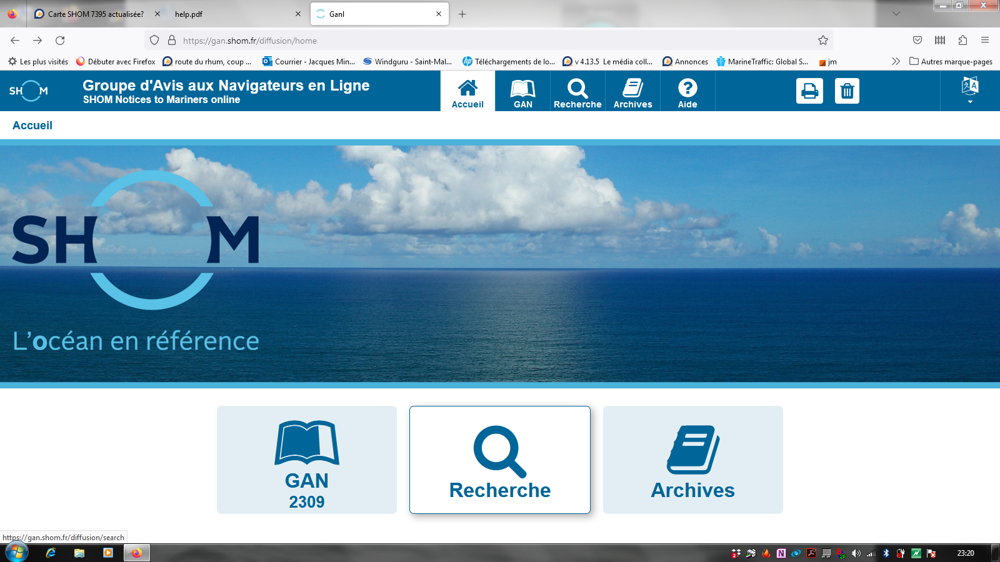 Carte SHOM 7395 actualisée?
help.pdf
Ganl
https://gan.shom.fr/diffusion/home
Les plus visités
Débuter avec Firefox
route du rhum, coup ...
Courrier - Jacques Min...
Windguru - Saint-Mal...
Téléchargements de lo...
v 4.13.5 Le média coll...
Annonces
MarineTraffic: Global S...
jm
Autres marque-pages
SHOM
Groupe d'Avis aux Navigateurs en Ligne
SHOM Notices to Mariners online
Accueil
GAN
Recherche
Archives
Aide
Accueil
SHOM
L'océan en référence
GAN
2309
Recherche
Archives
https://gan.shom.fr/diffusion/search
23:20